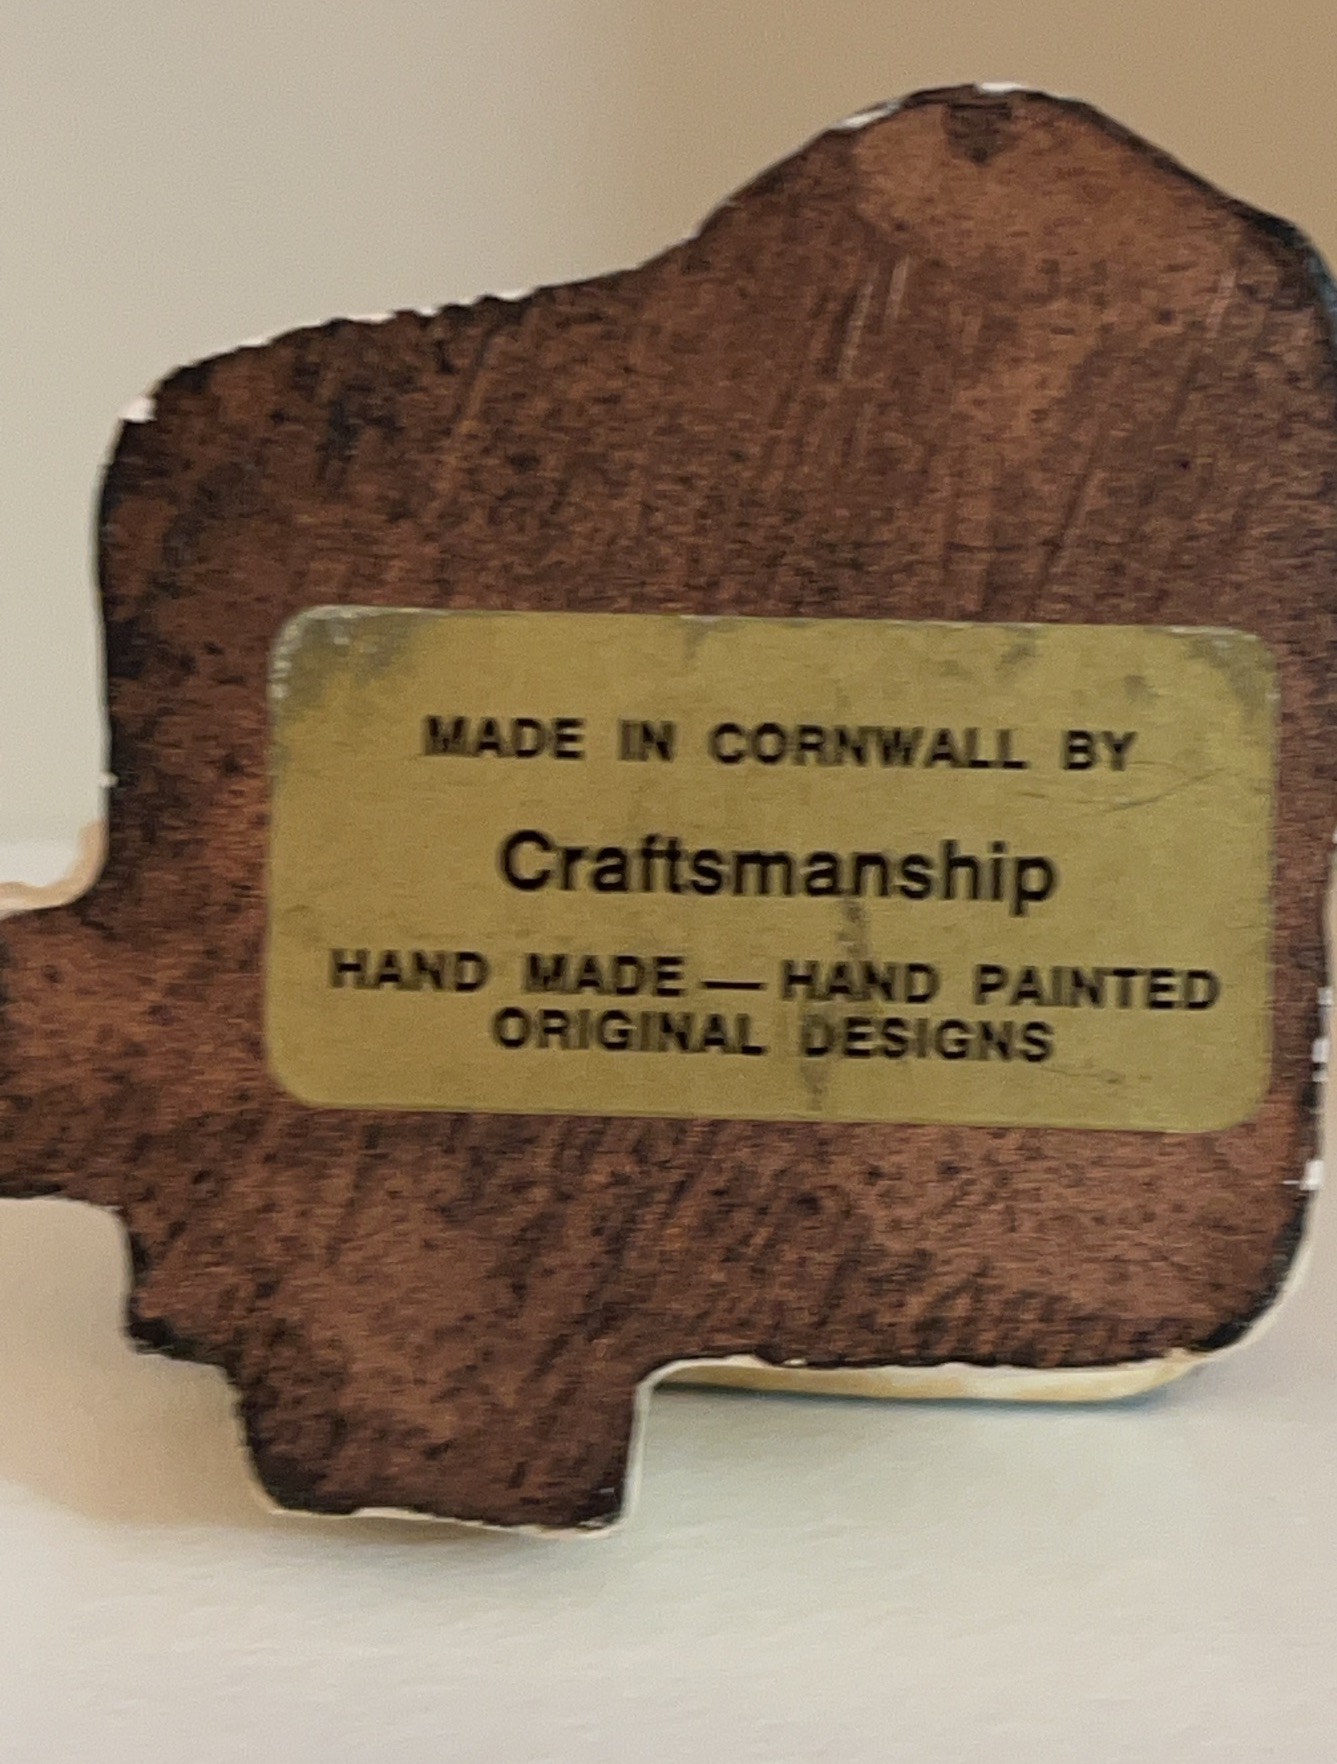 MADE IN CORNWALL BY
Craftsmanship
HAND MADE — HAND PAINTED
ORIGINAL DESIGNS